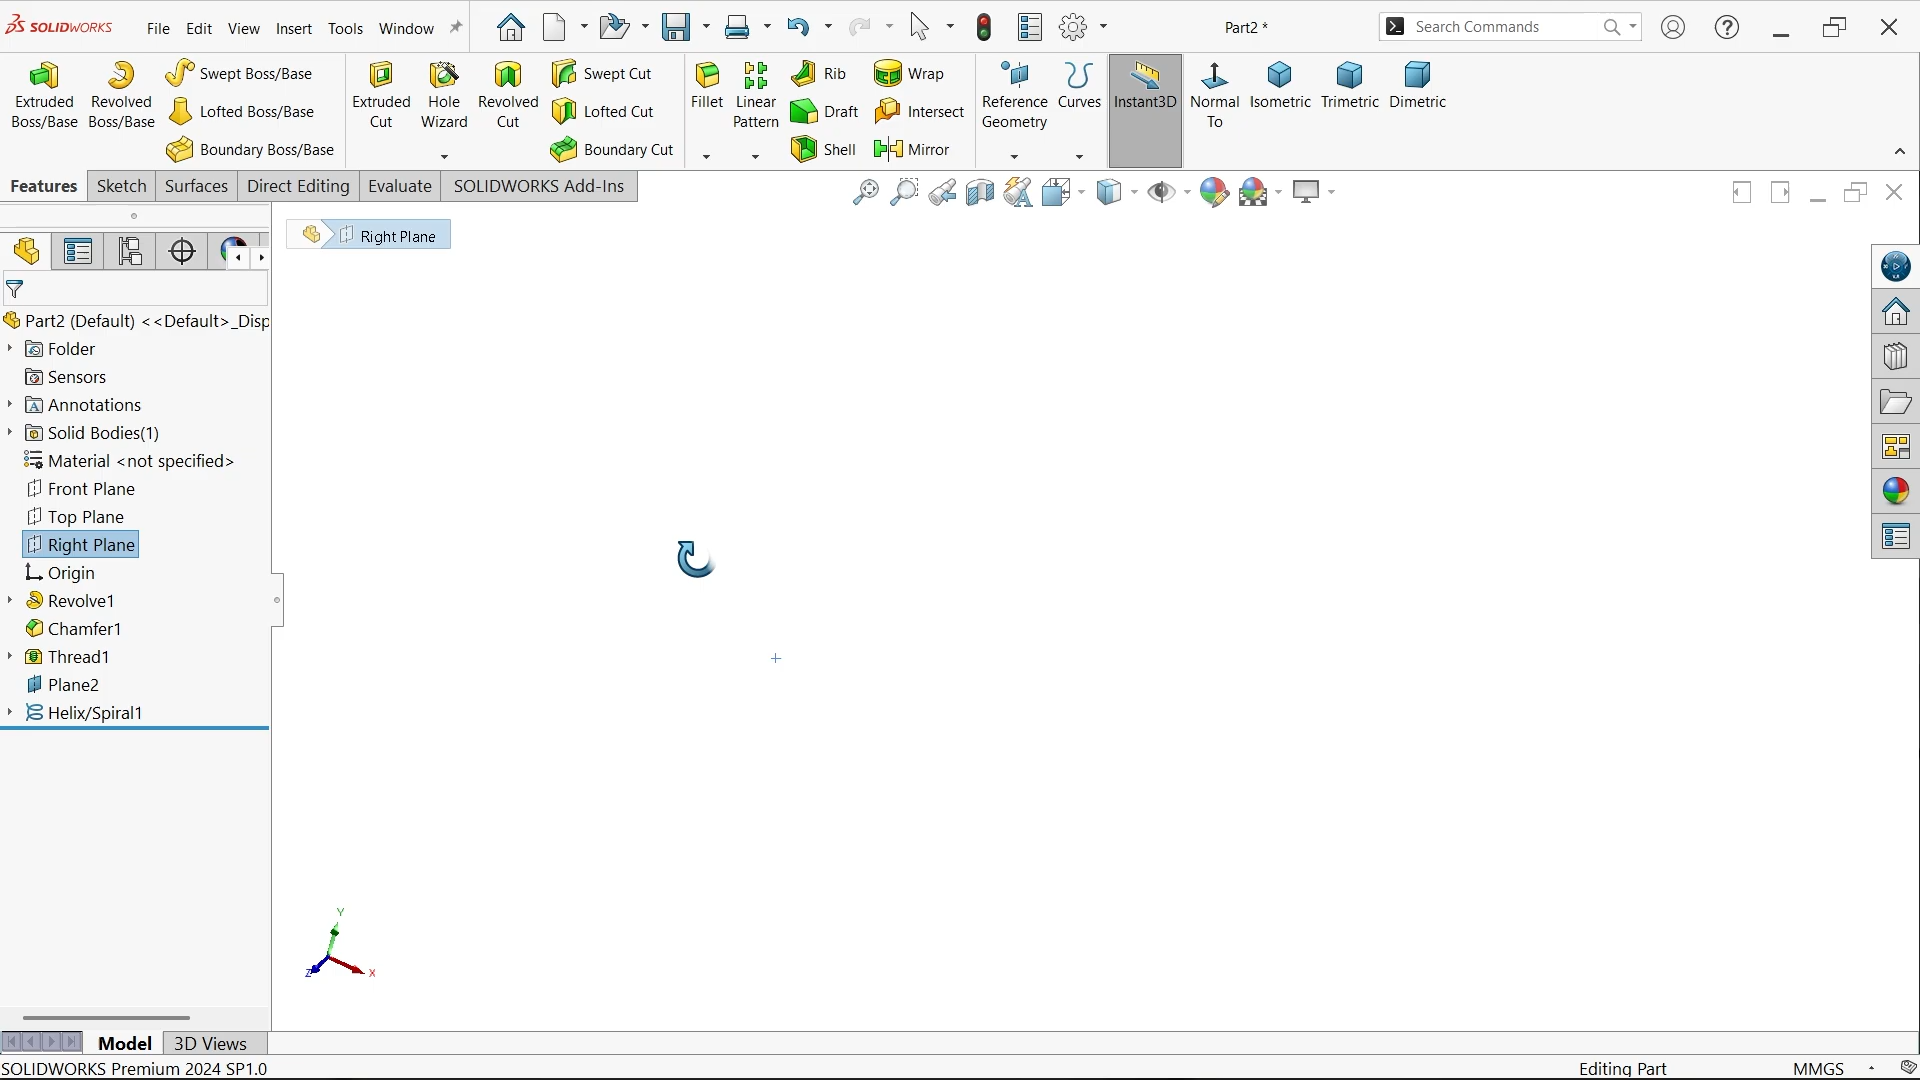 SOLIDWORKS File Edit View Insert Tools Window Part2 * Search Commands
Extruded Boss/Base
Revolved Boss/Base
Swept Boss/Base
Lofted Boss/Base
Boundary Boss/Base
Extruded Cut
Hole Wizard
Revolved Cut
Swept Cut
Lofted Cut
Boundary Cut
Fillet
Linear Pattern
Rib
Draft
Shell
Wrap
Intersect
Mirror
Reference Geometry
Curves
Instant3D
Normal To
Isometric
Trimetric
Dimetric
Features Sketch Surfaces Direct Editing Evaluate SOLIDWORKS Add-Ins
Right Plane
Part2 (Default) <<Default>_Disp
Folder
Sensors
Annotations
Solid Bodies(1)
Material <not specified>
Front Plane
Top Plane
Right Plane
Origin
Revolve1
Chamfer1
Thread1
Plane2
Helix/Spiral1
Y
Z X
Model 3D Views
SOLIDWORKS Premium 2024 SP1.0 Editing Part MMGS